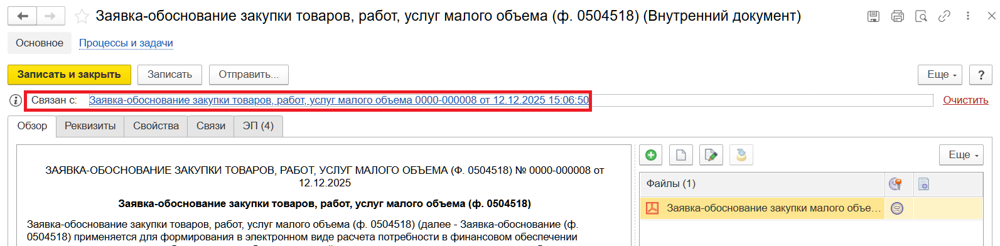 Заявка-обоснование закупки товаров, работ, услуг малого объема (ф. 0504518) (Внутренний документ)
Основное Процессы и задачи
Записать и закрыть Записать Отправить... Еще ?
Связан с: Заявка-обоснование закупки товаров, работ, услуг малого объема 0000-000008 от 12.12.2025 15:06:50 Очистить
Обзор Реквизиты Свойства Связи ЭП (4)
Еще
ЗАЯВКА-ОБОСНОВАНИЕ ЗАКУПКИ ТОВАРОВ, РАБОТ, УСЛУГ МАЛОГО ОБЪЕМА (Ф. 0504518) № 0000-000008 от
12.12.2025
Заявка-обоснование закупки товаров, работ, услуг малого объема (ф. 0504518)
Заявка-обоснование закупки товаров, работ, услуг малого объема (ф. 0504518) (далее - Заявка-обоснование (ф.
0504518) применяется для формирования в электронном виде расчета потребности в финансовом обеспечении
Файлы (1)
Заявка-обоснование закупки малого объе...